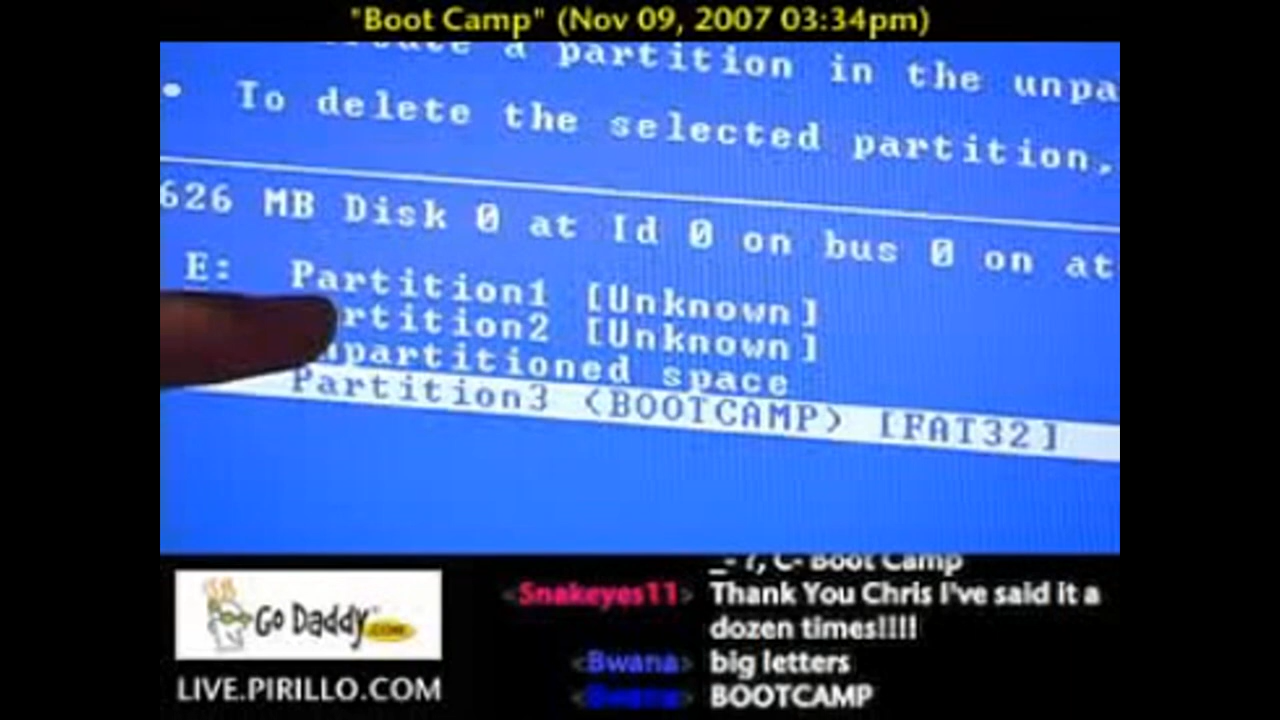 "Boot Camp" (Nov 09, 2007 03:34pm)
a partition in the unpa
• To delete the selected partition,
626 MB Disk 0 at Id 0 on bus 0 on at
E: Partition1 [Unknown]
rtition2 [Unknown]
partitioned space
Partition3 (BOOTCAMP) [FAT32]
Go Daddy.COM
LIVE.PIRILLO.COM
C- Boot Camp
<Snakeyes11> Thank You Chris I've said it a
dozen times!!!!
<Bwana> big letters
<Bwana> BOOTCAMP